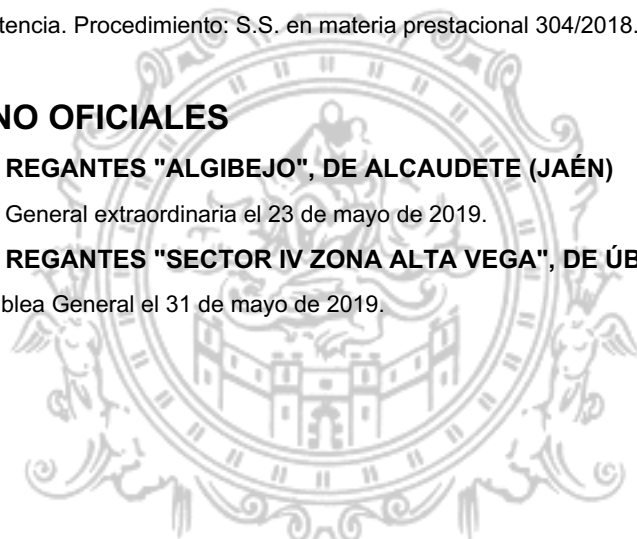 tencia. Procedimiento: S.S. en materia prestacional 304/2018.
NO OFICIALES
REGANTES "ALGIBEJO", DE ALCAUDETE (JAÉN)
General extraordinaria el 23 de mayo de 2019.
REGANTES "SECTOR IV ZONA ALTA VEGA", DE ÚB
blea General el 31 de mayo de 2019.